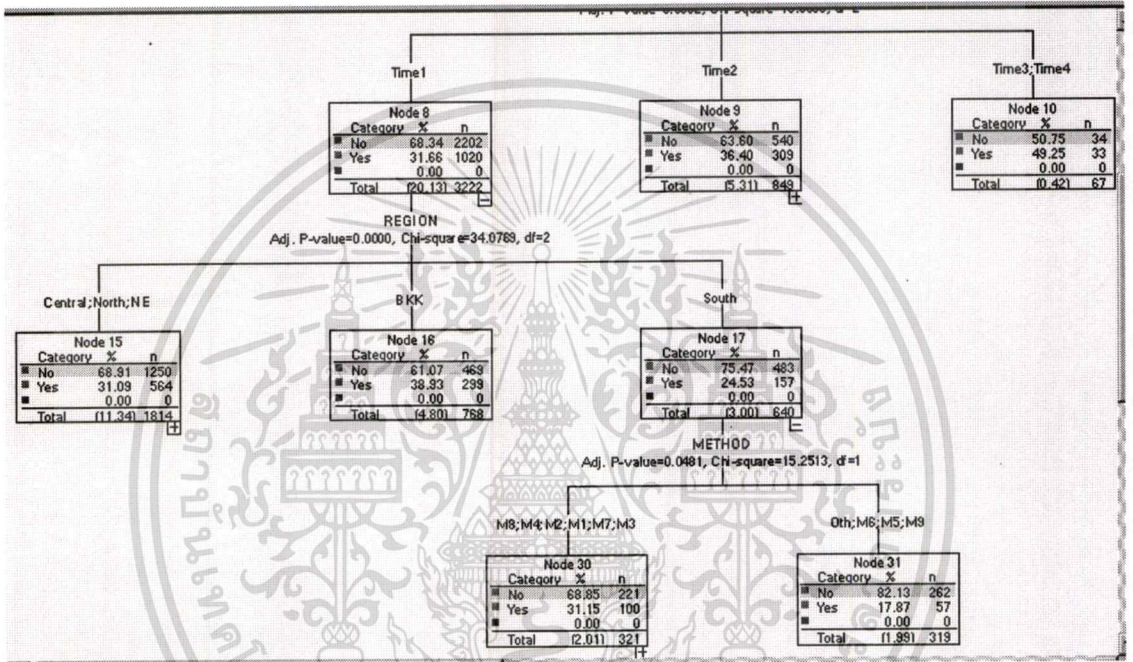 Time1
Time2
Time3;Time4
Node 8
Category % n
No 68.34 2202
Yes 31.66 1020
0.00 0
Total (20.13) 3222
Node 9
Category % n
No 63.60 540
Yes 36.40 309
0.00 0
Total (5.31) 849
Node 10
Category % n
No 50.75 34
Yes 49.25 33
0.00 0
Total (0.42) 67
REGION
Adj. P-value=0.0000, Chi-square=34.0769, df=2
Central;North;NE
BKK
South
Node 15
Category % n
No 68.91 1250
Yes 31.09 564
0.00 0
Total (11.34) 1814
Node 16
Category % n
No 61.07 469
Yes 38.93 299
0.00 0
Total (4.80) 768
Node 17
Category % n
No 75.47 483
Yes 24.53 157
0.00 0
Total (3.00) 640
METHOD
Adj. P-value=0.0481, Chi-square=15.2513, df=1
M8;M4;M2;M1;M7;M3
Oth;M6;M5;M9
Node 30
Category % n
No 68.85 221
Yes 31.15 100
0.00 0
Total (2.01) 321
Node 31
Category % n
No 82.13 262
Yes 17.87 57
0.00 0
Total (1.99) 319